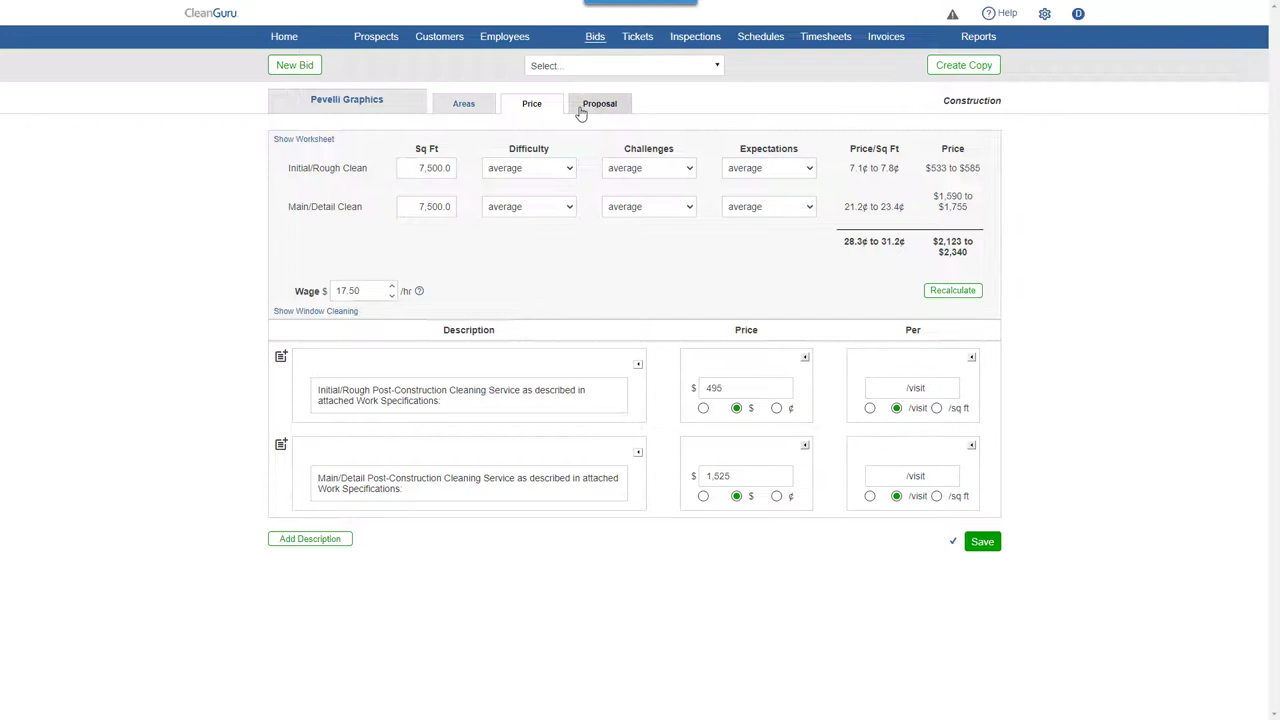 CleanGuru
Help
D
Home Prospects Customers Employees Bids Tickets Inspections Schedules Timesheets Invoices Reports
New Bid
Select...
Create Copy
Pevelli Graphics
Areas
Price
Proposal
Construction
Show Worksheet
Sq Ft Difficulty Challenges Expectations Price/Sq Ft Price
Initial/Rough Clean 7,500.0 average average average 7.1¢ to 7.8¢ $533 to $585
Main/Detail Clean 7,500.0 average average average 21.2¢ to 23.4¢ $1,590 to
$1,755
28.3¢ to 31.2¢ $2,123 to
$2,340
Wage $ 17.50 /hr
Recalculate
Show Window Cleaning
Description Price Per
Initial/Rough Post-Construction Cleaning Service as described in
attached Work Specifications:
$ 495
$ ¢
/visit
/visit /sq ft
Main/Detail Post-Construction Cleaning Service as described in attached
Work Specifications:
$ 1,525
$ ¢
/visit
/visit /sq ft
Add Description
Save